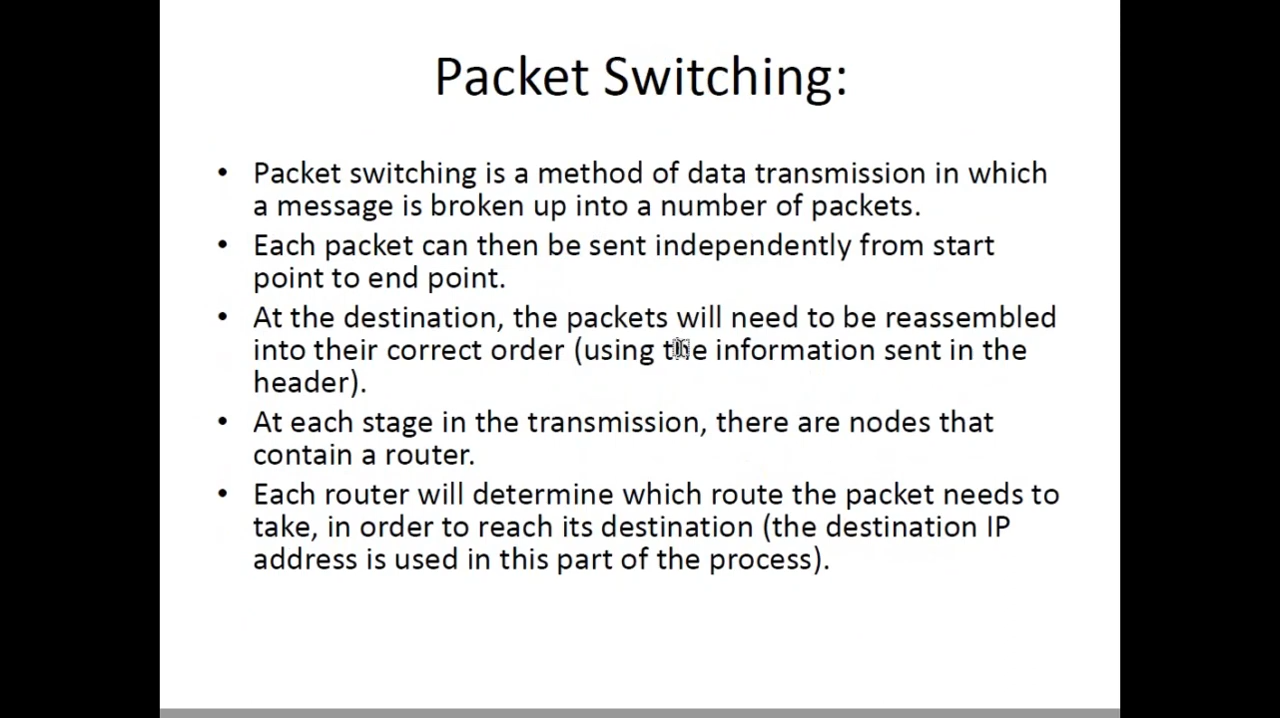 Packet Switching:
• Packet switching is a method of data transmission in which
a message is broken up into a number of packets.
• Each packet can then be sent independently from start
point to end point.
• At the destination, the packets will need to be reassembled
into their correct order (using the information sent in the
header).
• At each stage in the transmission, there are nodes that
contain a router.
• Each router will determine which route the packet needs to
take, in order to reach its destination (the destination IP
address is used in this part of the process).